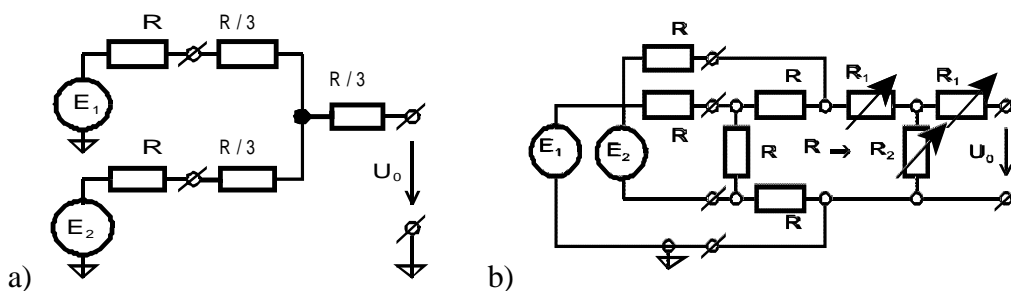 R R / 3
R / 3
E₁
R R / 3
U₀
E₂
a)
R
R R₁ R₁
R
E₁ E₂ R R → R₂ U₀
R
b)